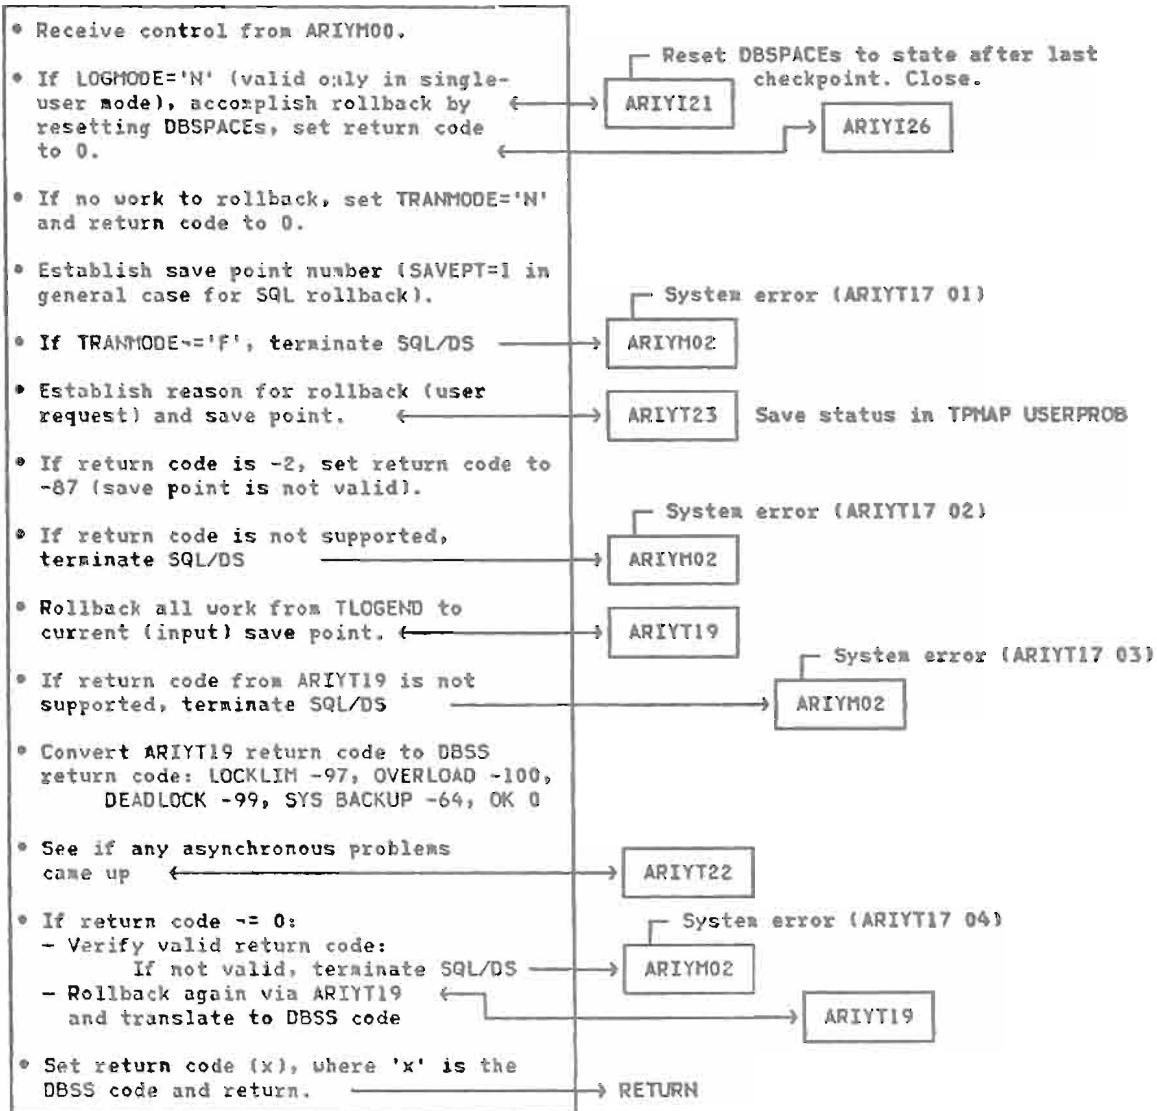 • Receive control from ARIYM00.
Reset DBSPACEs to state after last
checkpoint. Close.
• If LOGMODE='N' (valid only in single-
user mode), accomplish rollback by
resetting DBSPACEs, set return code
to 0.
ARIYI21
ARIYI26
• If no work to rollback, set TRANMODE='N'
and return code to 0.
• Establish save point number (SAVEPT=1 in
general case for SQL rollback).
System error (ARIYT17 01)
• If TRANMODE¬='F', terminate SQL/DS
ARIYM02
• Establish reason for rollback (user
request) and save point.
ARIYT23 Save status in TPMAP USERPROB
• If return code is -2, set return code to
-87 (save point is not valid).
System error (ARIYT17 02)
• If return code is not supported,
terminate SQL/DS
ARIYM02
• Rollback all work from TLOGEND to
current (input) save point.
ARIYT19
System error (ARIYT17 03)
• If return code from ARIYT19 is not
supported, terminate SQL/DS
ARIYM02
• Convert ARIYT19 return code to DBSS
return code: LOCKLIM -97, OVERLOAD -100,
DEADLOCK -99, SYS BACKUP -64, OK 0
• See if any asynchronous problems
came up
ARIYT22
System error (ARIYT17 04)
• If return code ¬= 0:
- Verify valid return code:
If not valid, terminate SQL/DS
ARIYM02
- Rollback again via ARIYT19
and translate to DBSS code
ARIYT19
• Set return code (x), where 'x' is the
DBSS code and return.
RETURN